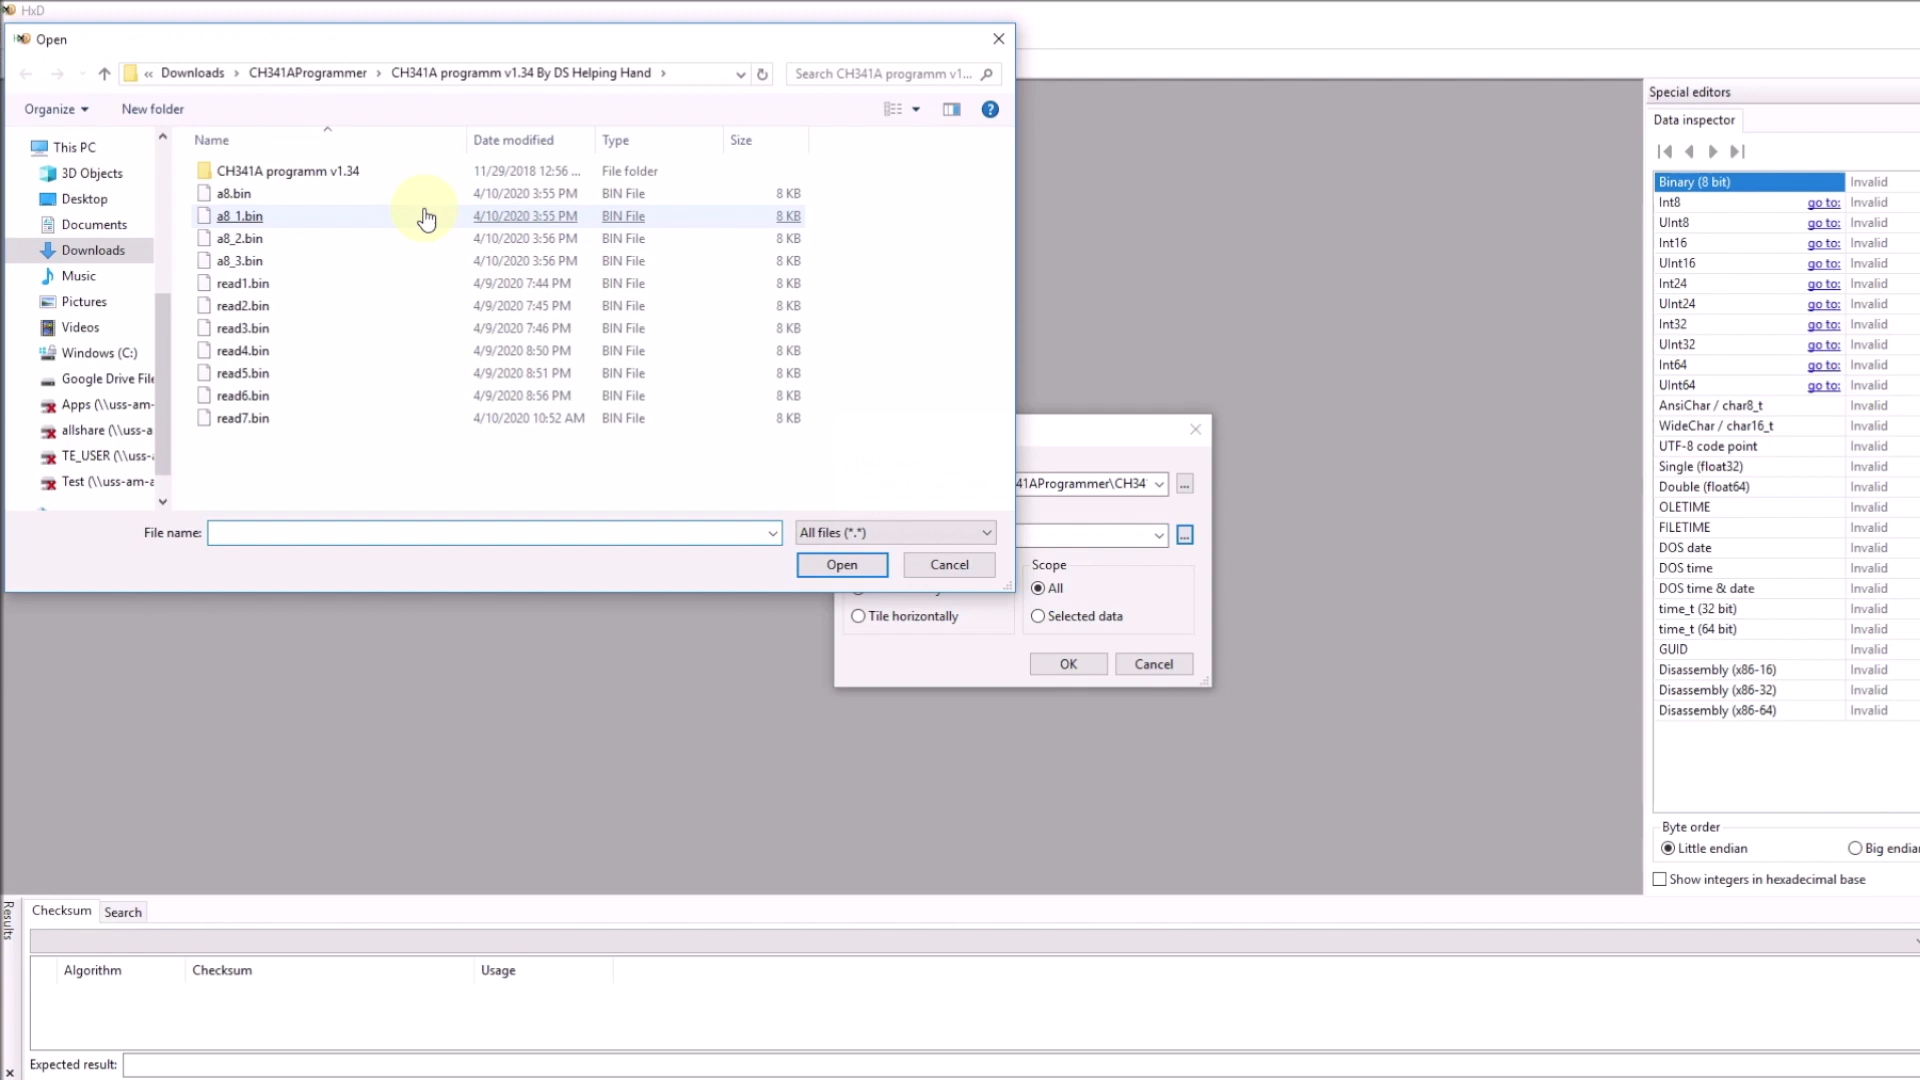 HxD
Open
« Downloads › CH341AProgrammer › CH341A programm v1.34 By DS Helping Hand ›
Search CH341A programm v1...
Organize
New folder
Name Date modified Type Size
This PC
3D Objects
Desktop
Documents
Downloads
Music
Pictures
Videos
Windows (C:)
Google Drive File
Apps (\\uss-am-
allshare (\\uss-a
TE_USER (\\uss-
Test (\\uss-am-a
CH341A programm v1.34 11/29/2018 12:56 ... File folder
a8.bin 4/10/2020 3:55 PM BIN File 8 KB
a8_1.bin 4/10/2020 3:55 PM BIN File 8 KB
a8_2.bin 4/10/2020 3:56 PM BIN File 8 KB
a8_3.bin 4/10/2020 3:56 PM BIN File 8 KB
read1.bin 4/9/2020 7:44 PM BIN File 8 KB
read2.bin 4/9/2020 7:45 PM BIN File 8 KB
read3.bin 4/9/2020 7:46 PM BIN File 8 KB
read4.bin 4/9/2020 8:50 PM BIN File 8 KB
read5.bin 4/9/2020 8:51 PM BIN File 8 KB
read6.bin 4/9/2020 8:56 PM BIN File 8 KB
read7.bin 4/10/2020 10:52 AM BIN File 8 KB
File name:
All files (*.*)
Open
Cancel
41AProgrammer\CH34
...
...
Scope
All
Tile horizontally
Selected data
OK
Cancel
Special editors
Data inspector
Binary (8 bit) Invalid
Int8 go to: Invalid
UInt8 go to: Invalid
Int16 go to: Invalid
UInt16 go to: Invalid
Int24 go to: Invalid
UInt24 go to: Invalid
Int32 go to: Invalid
UInt32 go to: Invalid
Int64 go to: Invalid
UInt64 go to: Invalid
AnsiChar / char8_t Invalid
WideChar / char16_t Invalid
UTF-8 code point Invalid
Single (float32) Invalid
Double (float64) Invalid
OLETIME Invalid
FILETIME Invalid
DOS date Invalid
DOS time Invalid
DOS time & date Invalid
time_t (32 bit) Invalid
time_t (64 bit) Invalid
GUID Invalid
Disassembly (x86-16) Invalid
Disassembly (x86-32) Invalid
Disassembly (x86-64) Invalid
Byte order
Little endian
Big endia
Show integers in hexadecimal base
Results
Checksum
Search
Algorithm Checksum Usage
Expected result: